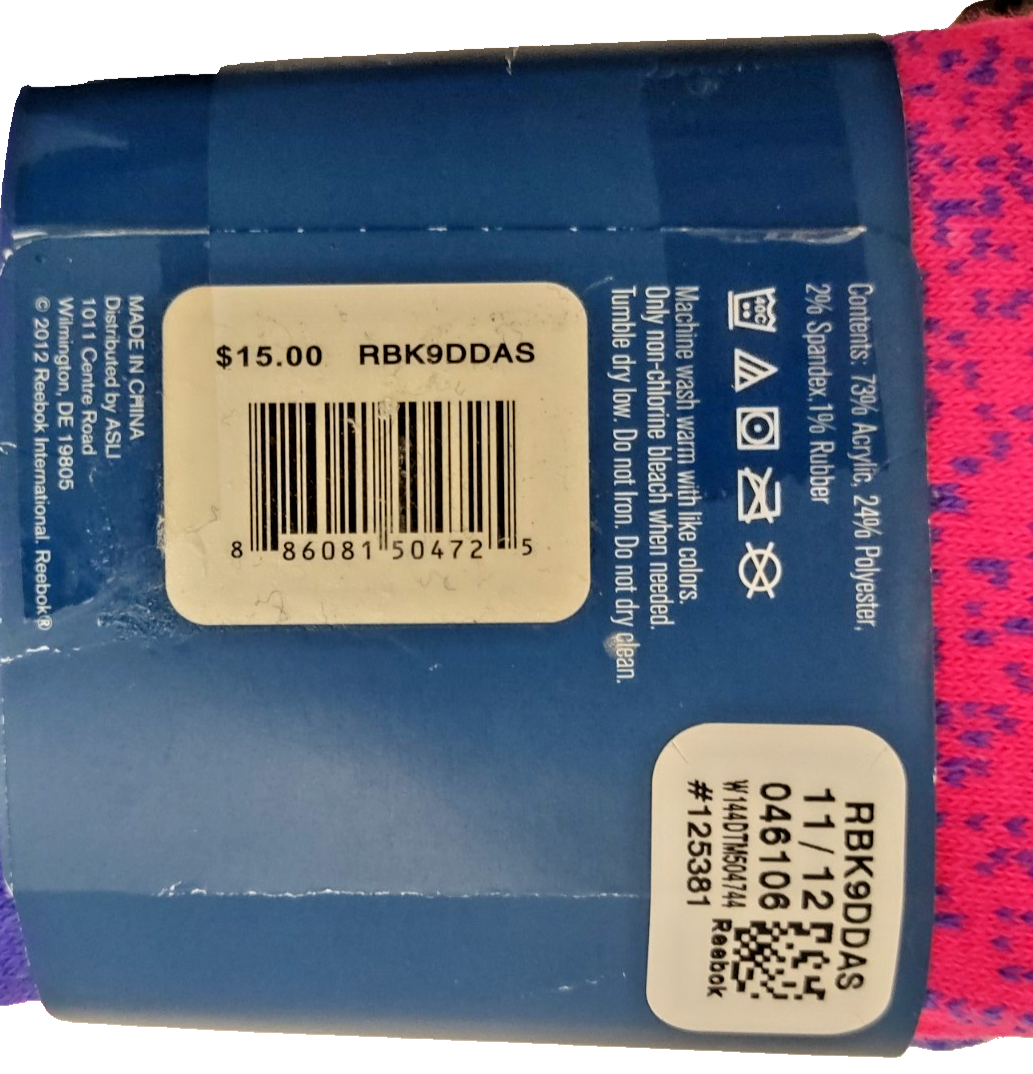 Contents: 73% Acrylic, 24% Polyester,
2% Spandex, 1% Rubber
Machine wash warm with like colors.
Only non-chlorine bleach when needed.
Tumble dry low. Do not Iron. Do not dry clean.
$15.00 RBK9DDAS
8 86081 50472 5
MADE IN CHINA
Distributed by ASLI
1011 Centre Road
Wilmington, DE 19805
© 2012 Reebok International. Reebok®
RBK9DDAS
11/12
046106
W144DTM504744
#125381 Reebok